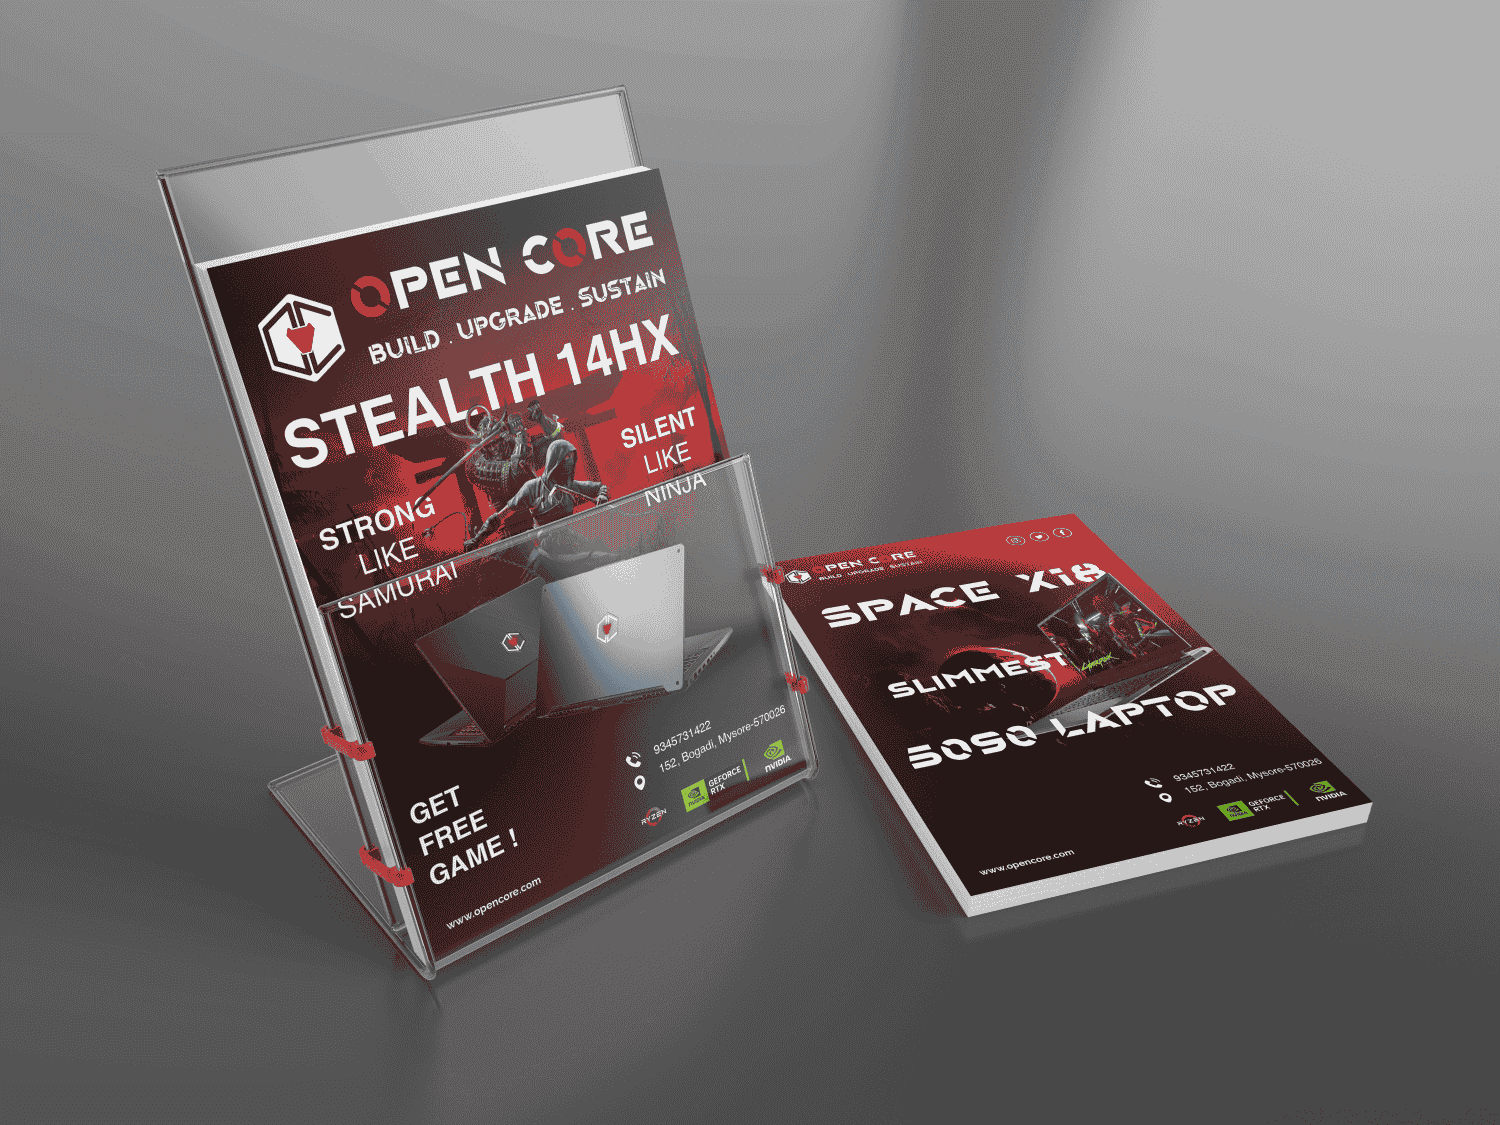 OPEN CORE
BUILD . UPGRADE . SUSTAIN
STEALTH 14HX
SILENT
LIKE
NINJA
STRONG
LIKE
SAMURAI
9345731422
152, Bogadi, Mysore-570026
GET
FREE
GAME !
RYZEN
GEFORCE
RTX
NVIDIA
www.opencore.com
OPEN CORE
BUILD UPGRADE SUSTAIN
SPACE Xi8
SLIMMEST
5090 LAPTOP
9345731422
152, Bogadi, Mysore-570026
RYZEN
GEFORCE
RTX
NVIDIA
www.opencore.com